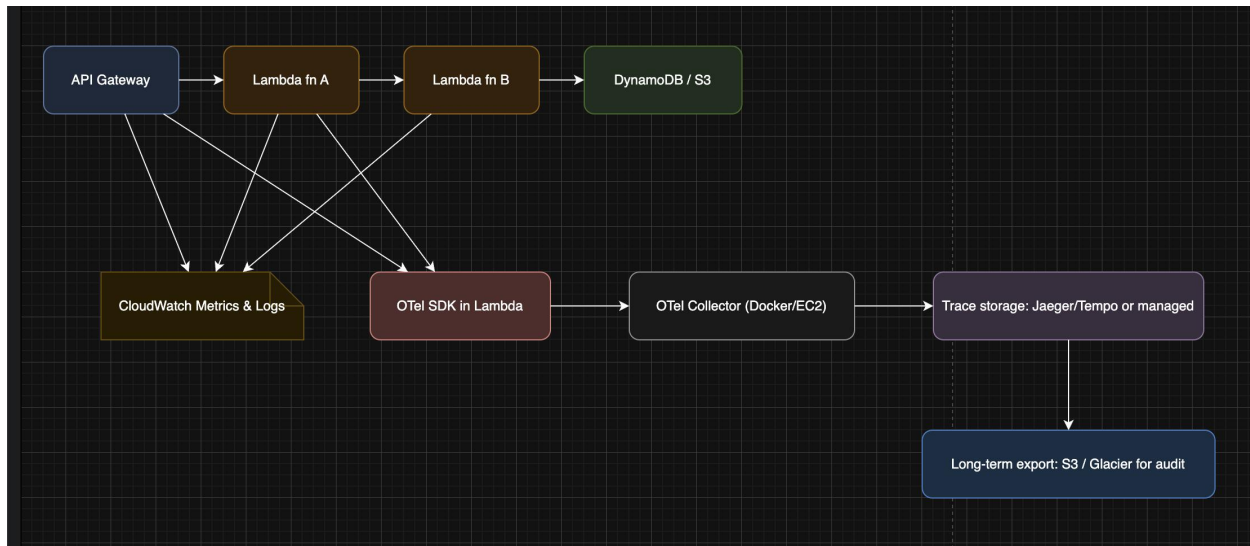 API Gateway
Lambda fn A
Lambda fn B
DynamoDB / S3
CloudWatch Metrics & Logs
OTel SDK in Lambda
OTel Collector (Docker/EC2)
Trace storage: Jaeger/Tempo or managed
Long-term export: S3 / Glacier for audit